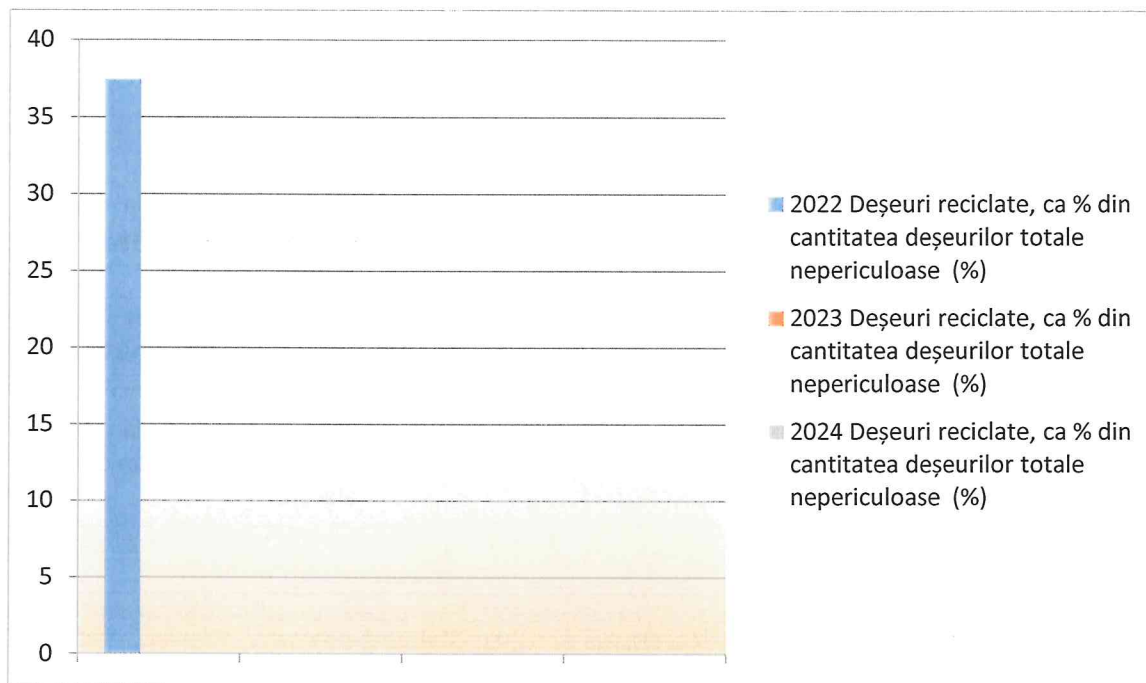 40
35
30
25
20
15
10
5
0
2022 Deșeuri reciclate, ca % din
cantitatea deșeurilor totale
nepericuloase (%)
2023 Deșeuri reciclate, ca % din
cantitatea deșeurilor totale
nepericuloase (%)
2024 Deșeuri reciclate, ca % din
cantitatea deșeurilor totale
nepericuloase (%)